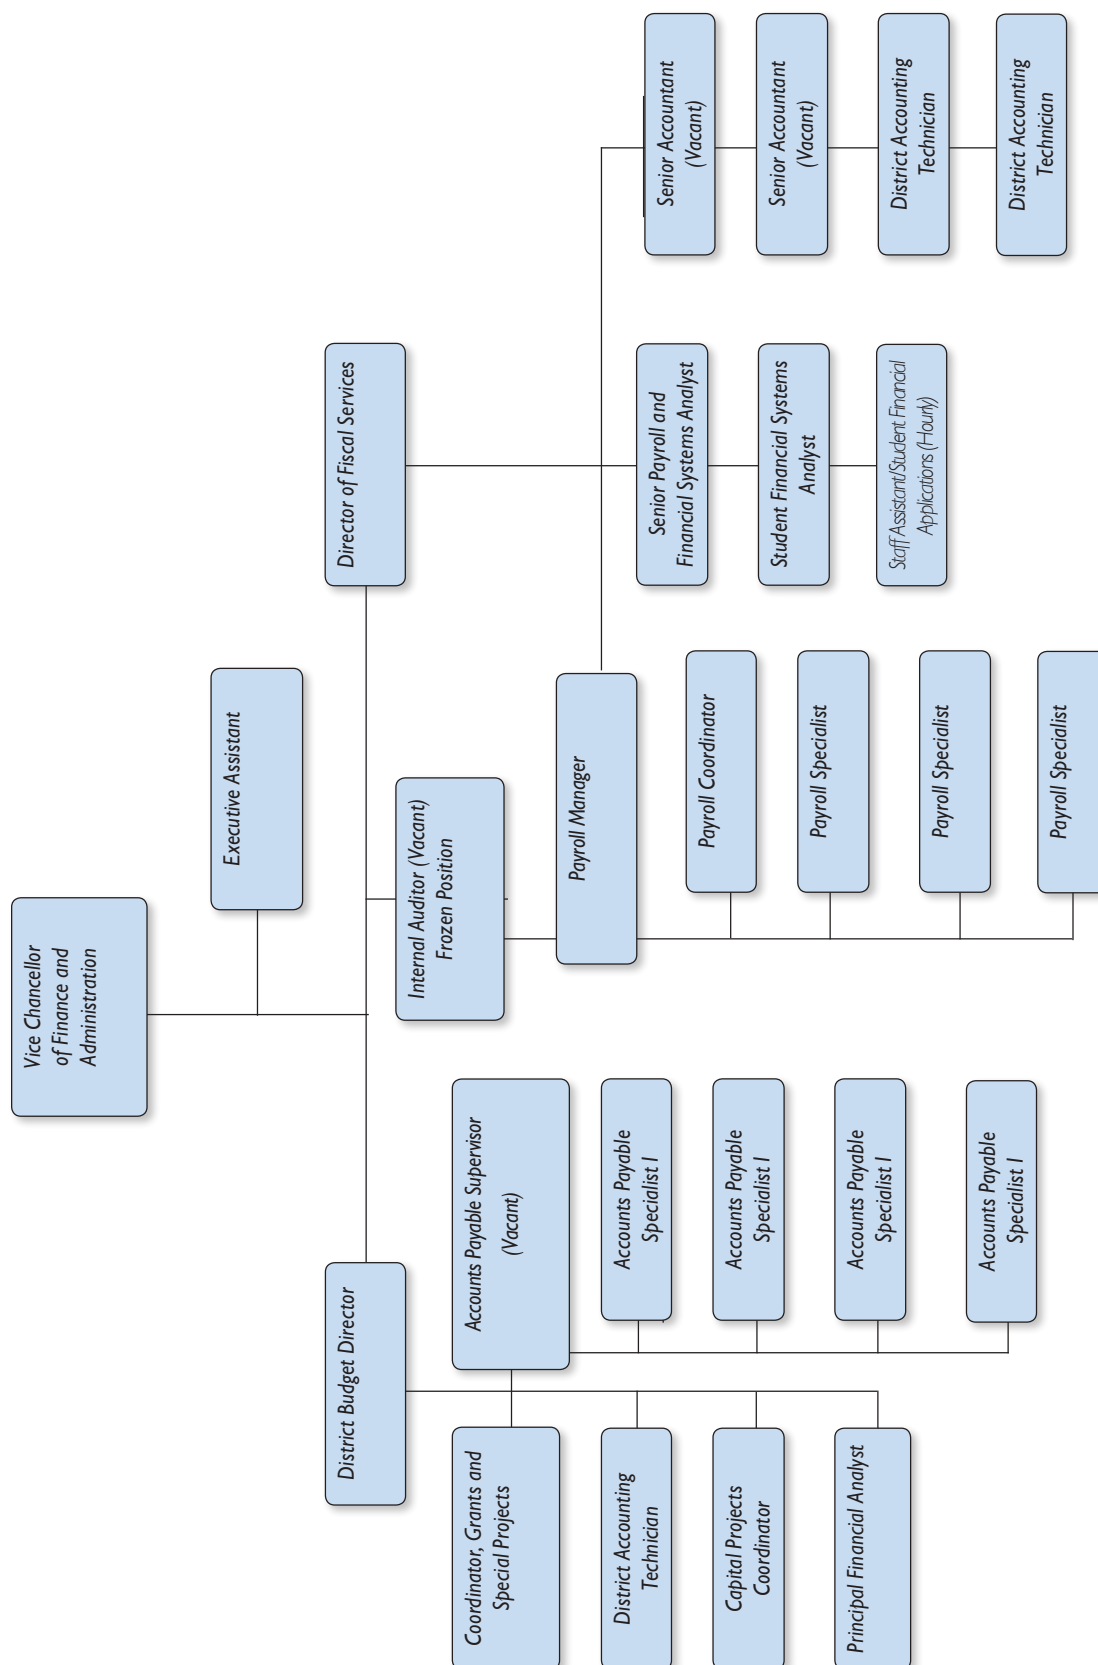 Vice Chancellor
of Finance and
Administration
Executive Assistant
District Budget Director
Internal Auditor (Vacant)
Frozen Position
Director of Fiscal Services
Coordinator, Grants and
Special Projects
District Accounting
Technician
Capital Projects
Coordinator
Principal Financial Analyst
Accounts Payable Supervisor
(Vacant)
Accounts Payable
Specialist I
Accounts Payable
Specialist I
Accounts Payable
Specialist I
Accounts Payable
Specialist I
Payroll Manager
Payroll Coordinator
Payroll Specialist
Payroll Specialist
Payroll Specialist
Senior Payroll and
Financial Systems Analyst
Student Financial Systems
Analyst
Staff Assistant/Student Financial
Applications (Hourly)
Senior Accountant
(Vacant)
Senior Accountant
(Vacant)
District Accounting
Technician
District Accounting
Technician